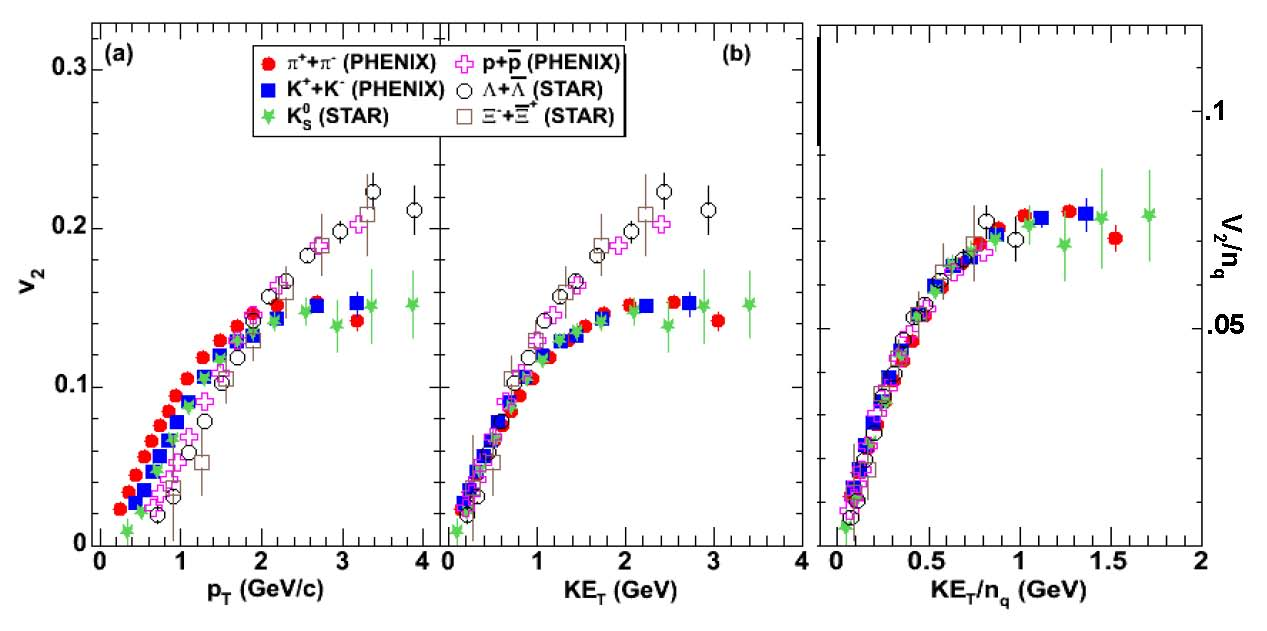 (a)
(b)
π⁺+π⁻ (PHENIX)
K⁺+K⁻ (PHENIX)
K⁰_S (STAR)
p+p̅ (PHENIX)
Λ+Λ̅ (STAR)
Ξ⁻+Ξ̅⁺ (STAR)
v₂
0.3
0.2
0.1
0
0 1 2 3 4
p_T (GeV/c)
0 1 2 3 4
KE_T (GeV)
0 0.5 1 1.5 2
KE_T/n_q (GeV)
.1
.05
V₂/n_q